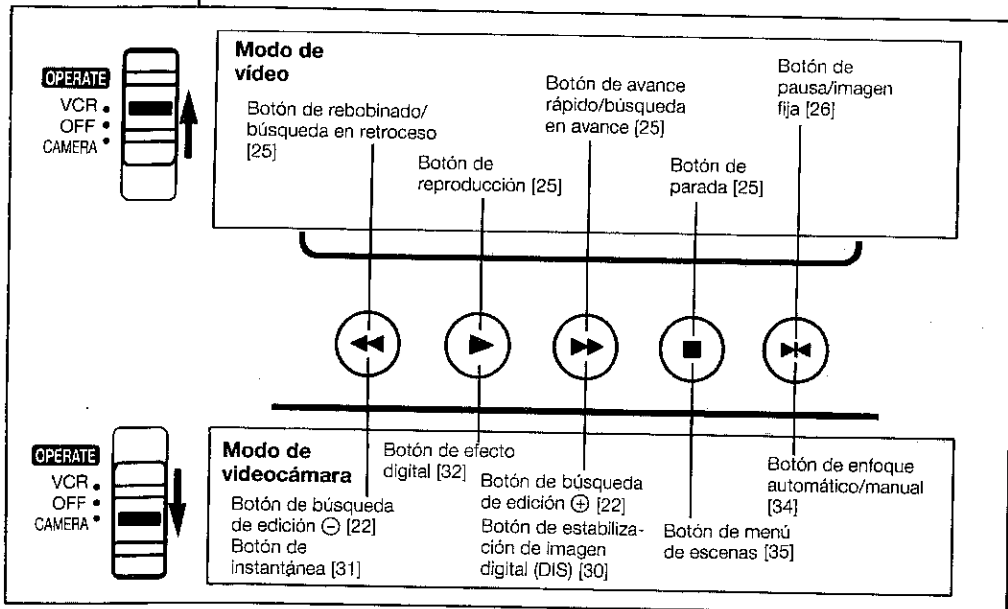 OPERATE
VCR
OFF
CAMERA
Modo de
vídeo
Botón de rebobinado/
búsqueda en retroceso
[25]
Botón de
reproducción [25]
Botón de avance
rápido/búsqueda
en avance [25]
Botón de
parada [25]
Botón de
pausa/imagen
fija [26]
OPERATE
VCR
OFF
CAMERA
Modo de
videocámara
Botón de búsqueda
de edición ⊖ [22]
Botón de
instantánea [31]
Botón de efecto
digital [32]
Botón de búsqueda
de edición ⊕ [22]
Botón de estabiliza-
ción de imagen
digital (DIS) [30]
Botón de menú
de escenas [35]
Botón de enfoque
automático/manual
[34]